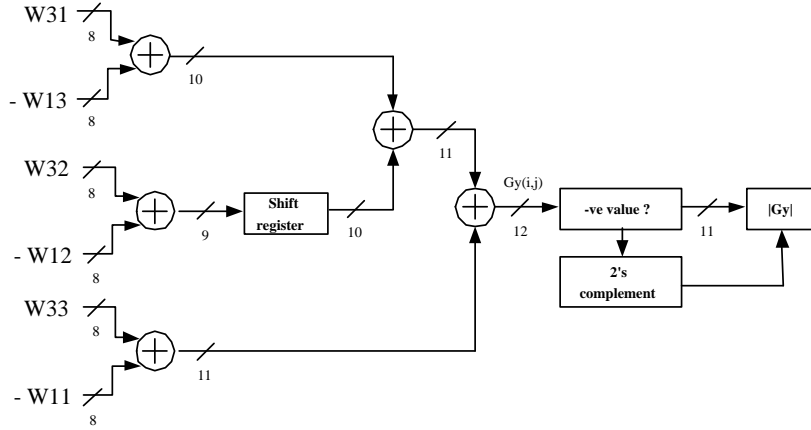 W31
8
- W13
8
10
W32
8
- W12
8
9
Shift
register
10
11
W33
8
- W11
8
11
Gy(i,j)
12
-ve value ?
11
|Gy|
2's
complement